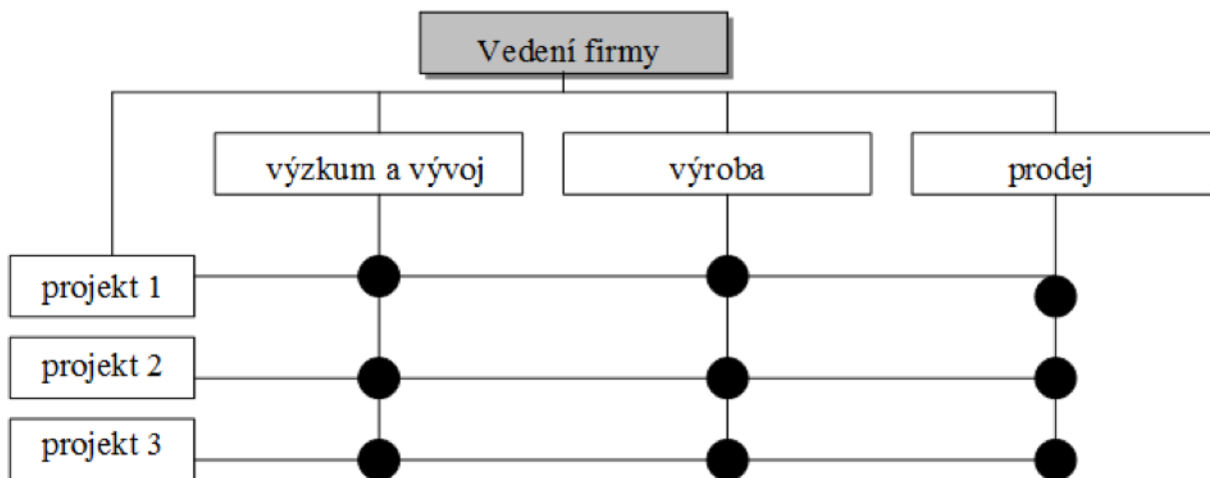 Vedení firmy
výzkum a vývoj
výroba
prodej
projekt 1
projekt 2
projekt 3